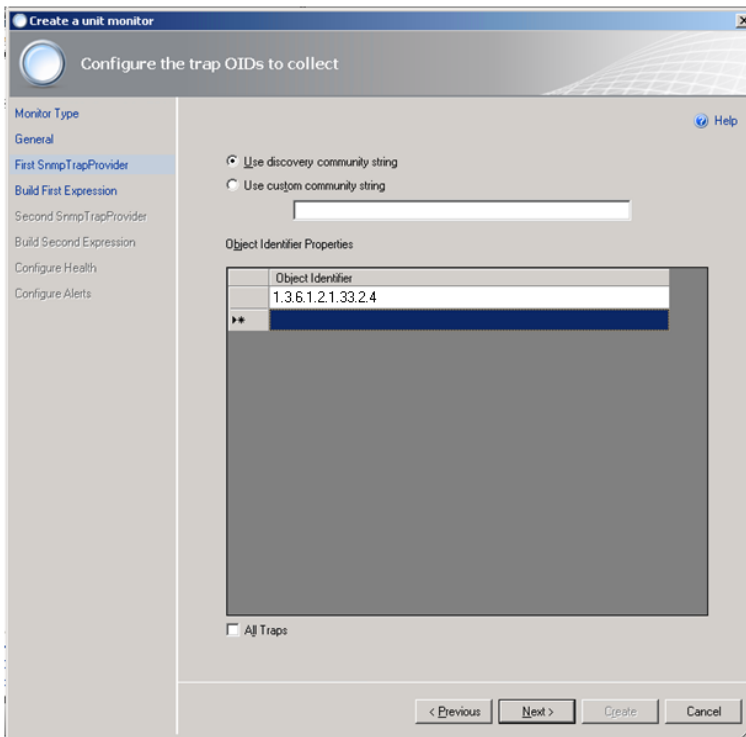 Create a unit monitor
Configure the trap OIDs to collect
Monitor Type
General
First SnmpTrapProvider
Build First Expression
Second SnmpTrapProvider
Build Second Expression
Configure Health
Configure Alerts
Help
Use discovery community string
Use custom community string
Object Identifier Properties
Object Identifier
1.3.6.1.2.1.33.2.4
All Traps
< Previous
Next >
Create
Cancel